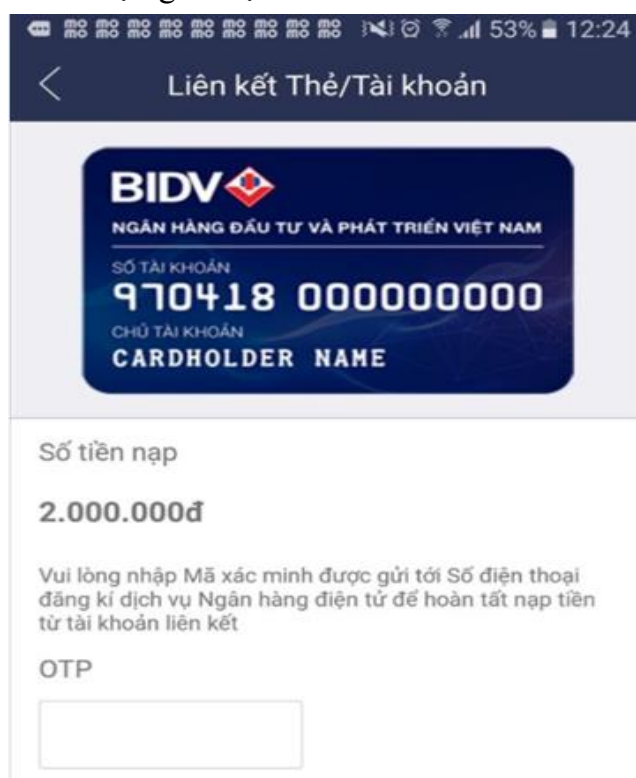 53% 12:24
Liên kết Thẻ/Tài khoản
BIDV
NGÂN HÀNG ĐẦU TƯ VÀ PHÁT TRIỂN VIỆT NAM
SỐ TÀI KHOẢN
970418 000000000
CHỦ TÀI KHOẢN
CARDHOLDER NAME
Số tiền nạp
2.000.000đ
Vui lòng nhập Mã xác minh được gửi tới Số điện thoại
đăng kí dịch vụ Ngân hàng điện tử để hoàn tất nạp tiền
từ tài khoản liên kết
OTP